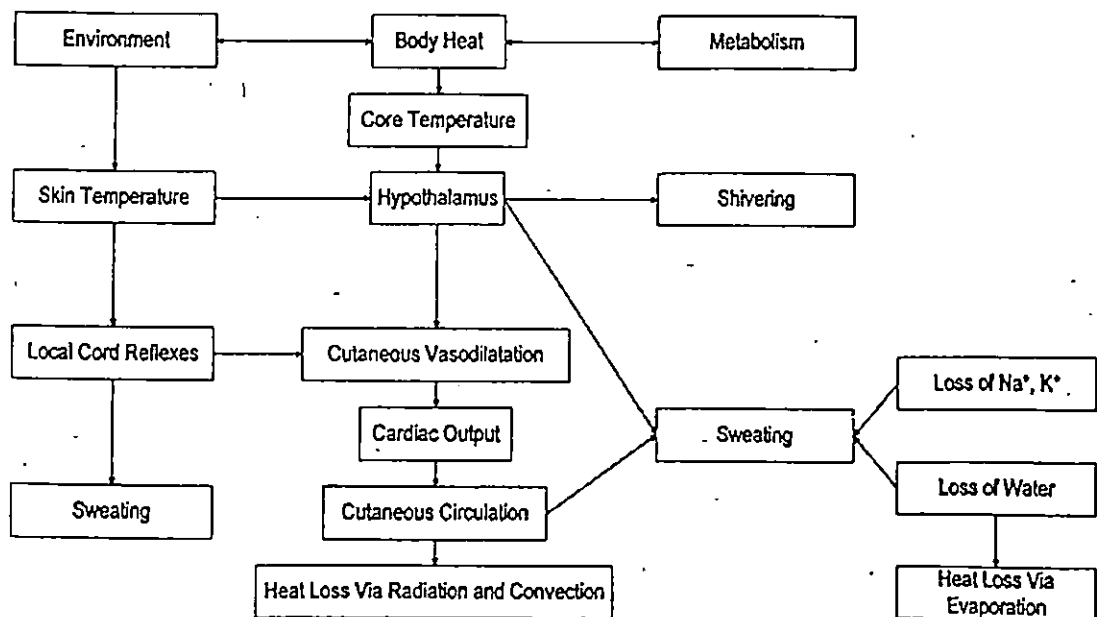 Environment
Body Heat
Metabolism
Core Temperature
Skin Temperature
Hypothalamus
Shivering
Local Cord Reflexes
Cutaneous Vasodilatation
Loss of Na⁺, K⁺
Cardiac Output
Sweating
Sweating
Cutaneous Circulation
Loss of Water
Heat Loss Via Radiation and Convection
Heat Loss Via
Evaporation